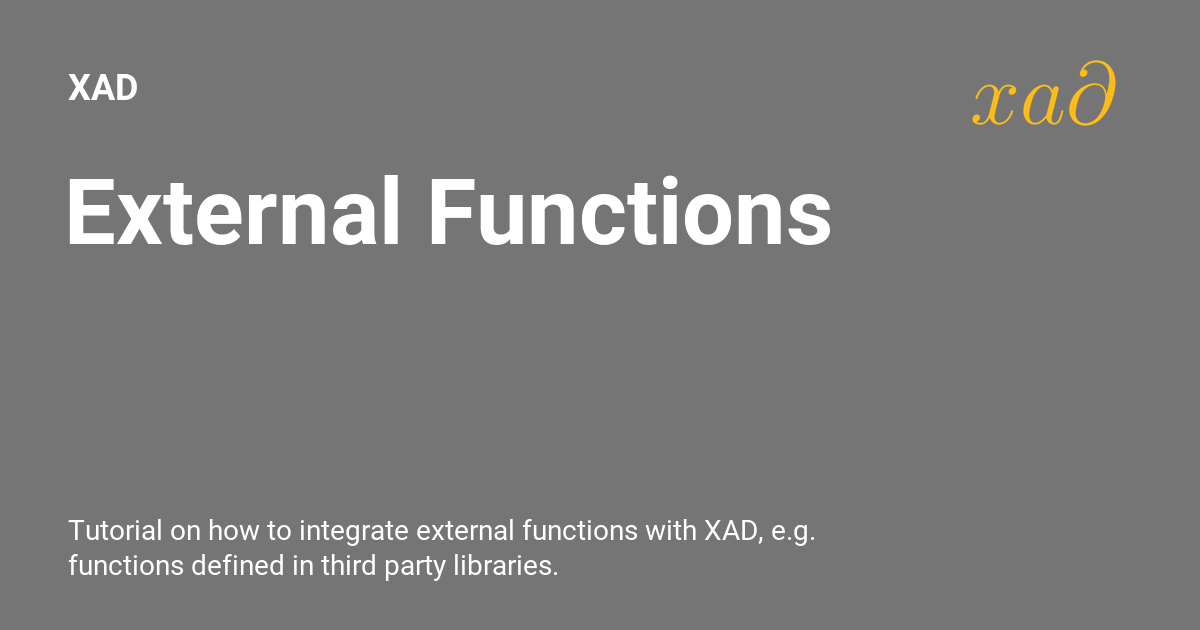 XAD
xa∂
External Functions
Tutorial on how to integrate external functions with XAD, e.g.
functions defined in third party libraries.